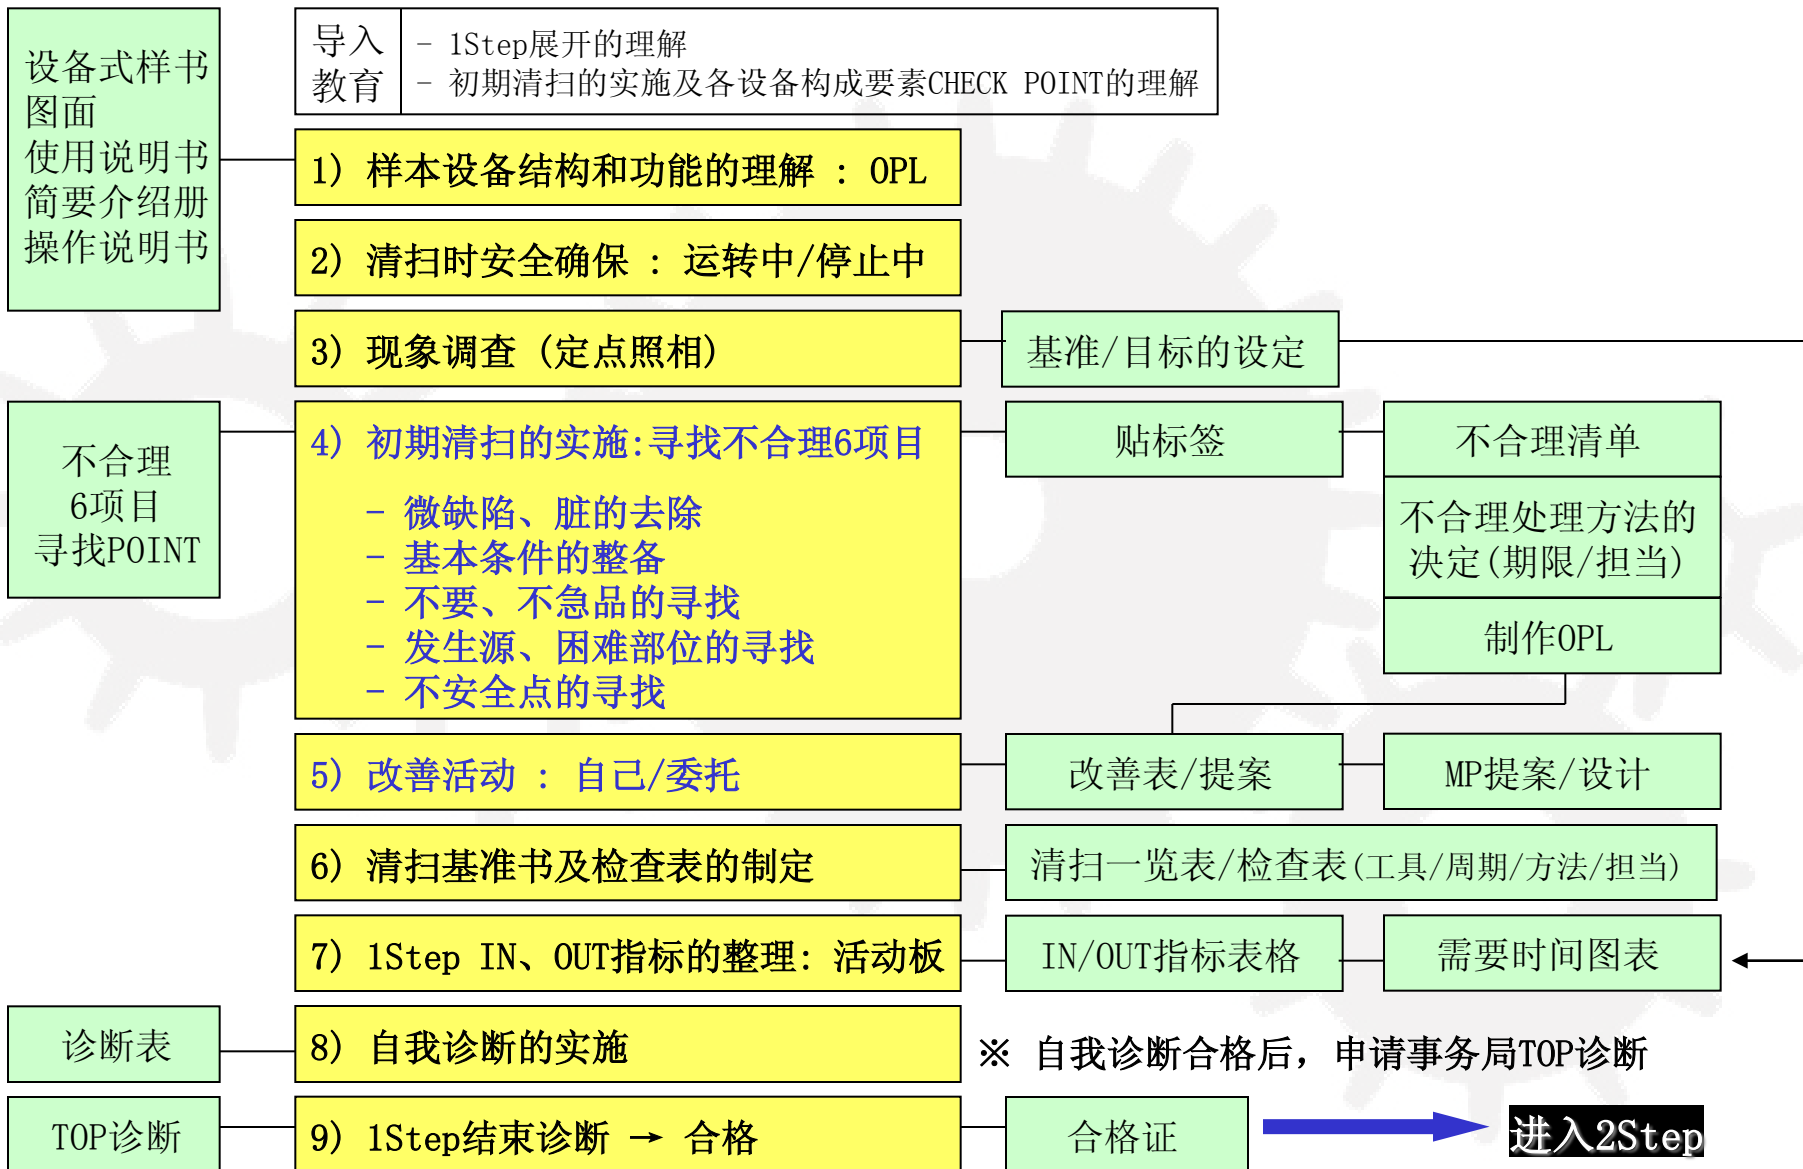 设备式样书
图面
使用说明书
简要介绍册
操作说明书
导入
教育
- 1Step展开的理解
- 初期清扫的实施及各设备构成要素CHECK POINT的理解
1) 样本设备结构和功能的理解 : OPL
2) 清扫时安全确保 : 运转中/停止中
3) 现象调查 (定点照相)
基准/目标的设定
不合理
6项目
寻找POINT
4) 初期清扫的实施:寻找不合理6项目
- 微缺陷、脏的去除
- 基本条件的整备
- 不要、不急品的寻找
- 发生源、困难部位的寻找
- 不安全点的寻找
贴标签
不合理清单
不合理处理方法的
决定(期限/担当)
制作OPL
5) 改善活动 : 自己/委托
改善表/提案
MP提案/设计
6) 清扫基准书及检查表的制定
清扫一览表/检查表(工具/周期/方法/担当)
7) 1Step IN、OUT指标的整理: 活动板
IN/OUT指标表格
需要时间图表
诊断表
8) 自我诊断的实施
※ 自我诊断合格后, 申请事务局TOP诊断
TOP诊断
9) 1Step结束诊断 → 合格
合格证
进入2Step